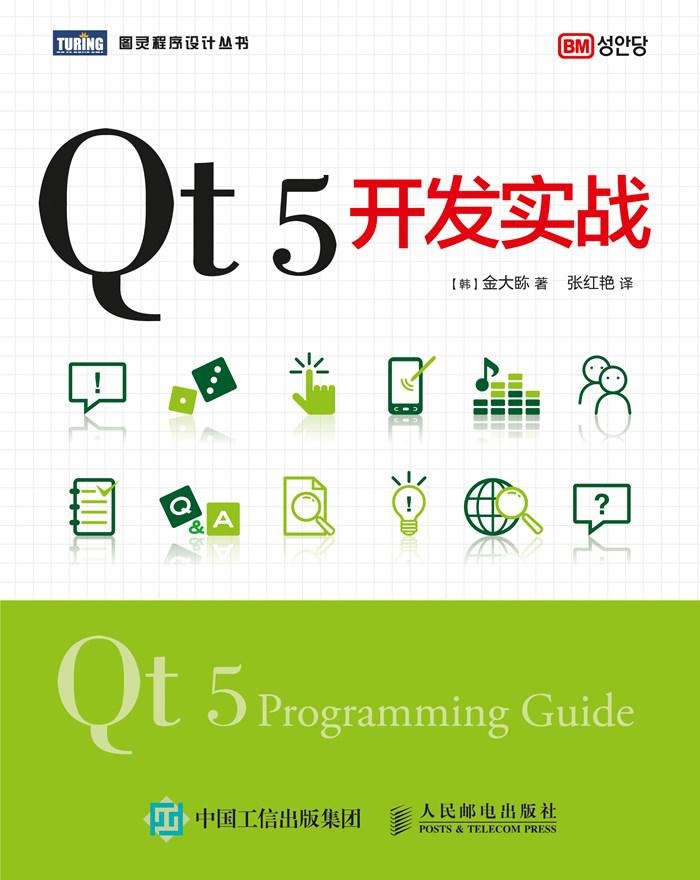 TURING 图灵程序设计丛书
BM 성안당
Qt 5 开发实战
【韩】金大眎 著 张红艳 译
!
!
?
Q & A
Qt 5 Programming Guide
中国工信出版集团
人民邮电出版社
POSTS & TELECOM PRESS